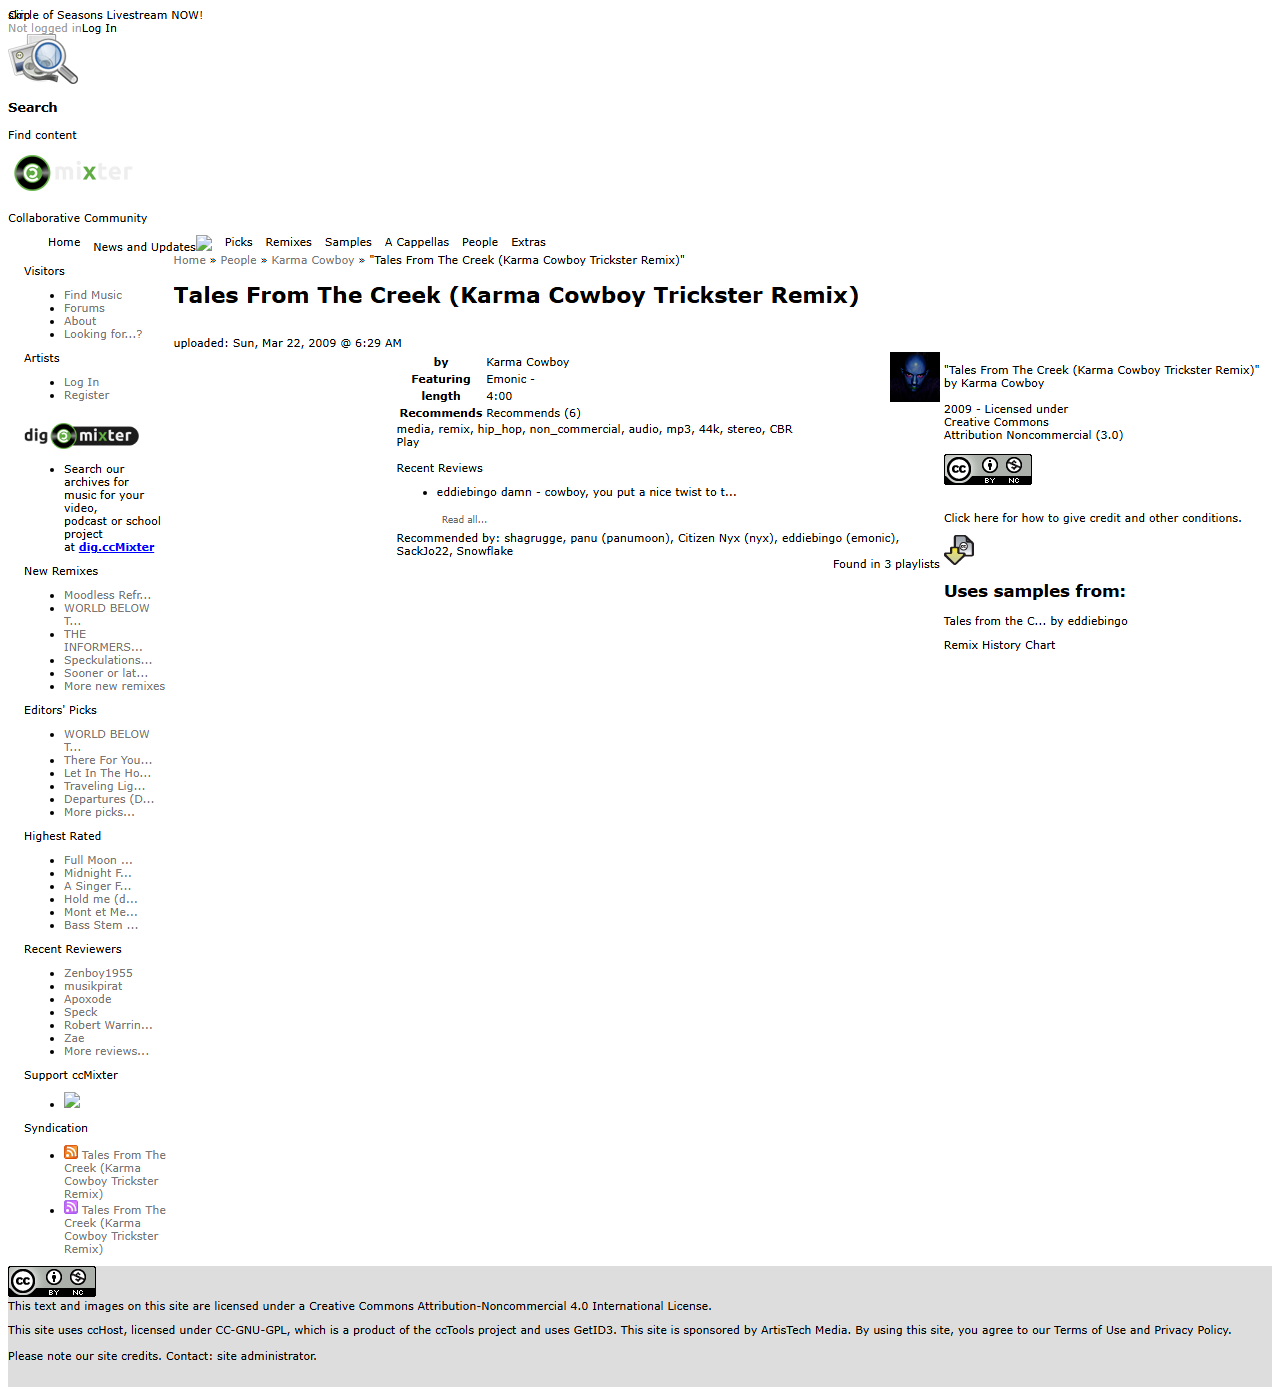 Circle of Seasons Livestream NOW!
Not logged in Log In
Search
Find content
mixter
Collaborative Community
Home News and Updates Picks Remixes Samples A Cappellas People Extras
Home » People » Karma Cowboy » "Tales From The Creek (Karma Cowboy Trickster Remix)"
Tales From The Creek (Karma Cowboy Trickster Remix)
uploaded: Sun, Mar 22, 2009 @ 6:29 AM
by Karma Cowboy
Featuring Emonic -
length 4:00
Recommends Recommends (6)
media, remix, hip_hop, non_commercial, audio, mp3, 44k, stereo, CBR
Play
Recent Reviews
eddiebingo damn - cowboy, you put a nice twist to t...
Read all...
Recommended by: shagrugge, panu (panumoon), Citizen Nyx (nyx), eddiebingo (emonic),
SackJo22, Snowflake
Found in 3 playlists
"Tales From The Creek (Karma Cowboy Trickster Remix)"
by Karma Cowboy
2009 - Licensed under
Creative Commons
Attribution Noncommercial (3.0)
cc BY NC
Click here for how to give credit and other conditions.
Uses samples from:
Tales from the C... by eddiebingo
Remix History Chart
Visitors
Find Music
Forums
About
Looking for...?
Artists
Log In
Register
dig mixter
Search our
archives for
music for your
video,
podcast or school
project
at dig.ccMixter
New Remixes
Moodless Refr...
WORLD BELOW
T...
THE
INFORMERS...
Speckulations...
Sooner or lat...
More new remixes
Editors' Picks
WORLD BELOW
T...
There For You...
Let In The Ho...
Traveling Lig...
Departures (D...
More picks...
Highest Rated
Full Moon ...
Midnight F...
A Singer F...
Hold me (d...
Mont et Me...
Bass Stem ...
Recent Reviewers
Zenboy1955
musikpirat
Apoxode
Speck
Robert Warrin...
Zae
More reviews...
Support ccMixter
Syndication
Tales From The
Creek (Karma
Cowboy Trickster
Remix)
Tales From The
Creek (Karma
Cowboy Trickster
Remix)
cc BY NC
This text and images on this site are licensed under a Creative Commons Attribution-Noncommercial 4.0 International License.
This site uses ccHost, licensed under CC-GNU-GPL, which is a product of the ccTools project and uses GetID3. This site is sponsored by ArtisTech Media. By using this site, you agree to our Terms of Use and Privacy Policy.
Please note our site credits. Contact: site administrator.